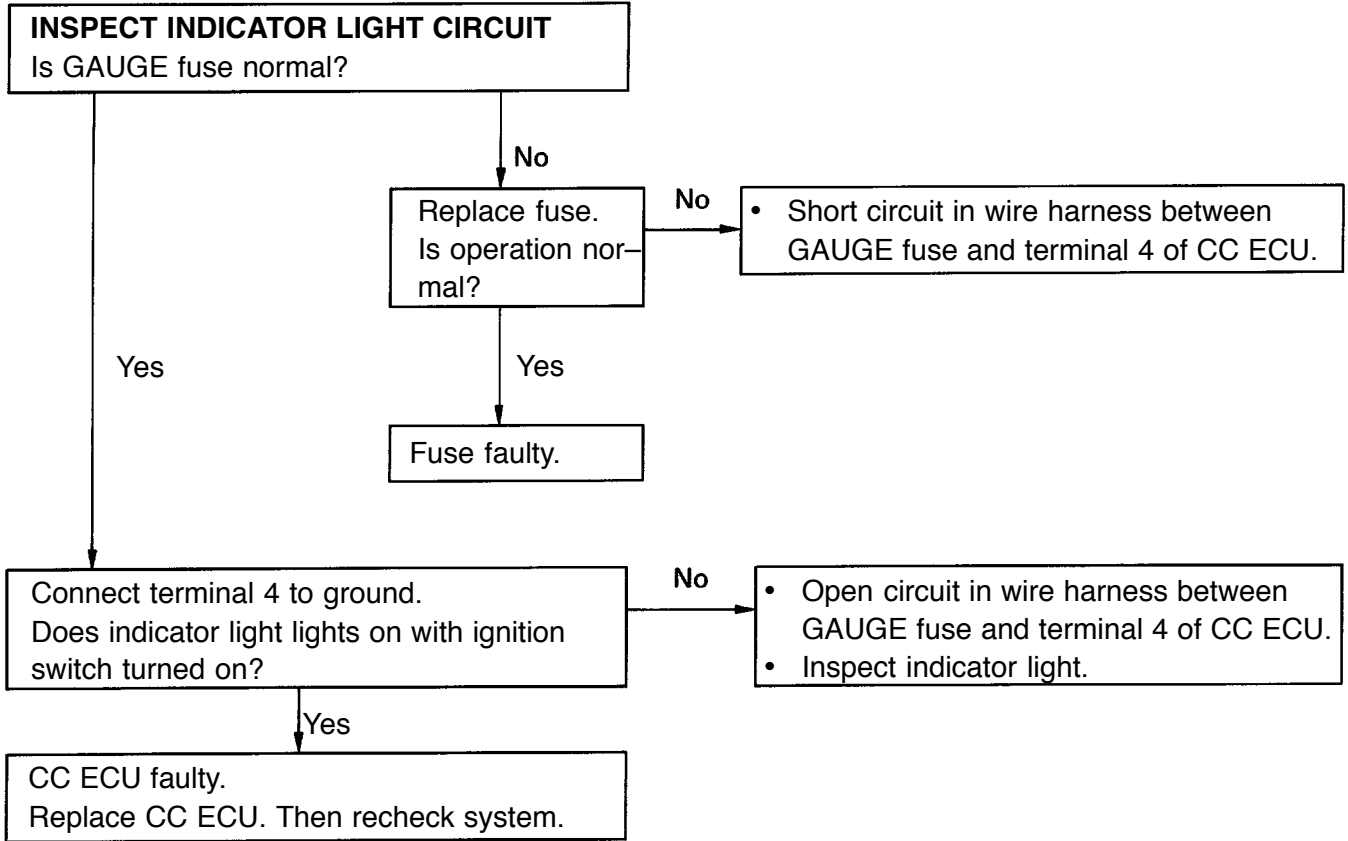 INSPECT INDICATOR LIGHT CIRCUIT
Is GAUGE fuse normal?
No
Replace fuse.
Is operation nor–
mal?
No
• Short circuit in wire harness between
GAUGE fuse and terminal 4 of CC ECU.
Yes
Yes
Fuse faulty.
Connect terminal 4 to ground.
Does indicator light lights on with ignition
switch turned on?
No
• Open circuit in wire harness between
GAUGE fuse and terminal 4 of CC ECU.
• Inspect indicator light.
Yes
CC ECU faulty.
Replace CC ECU. Then recheck system.